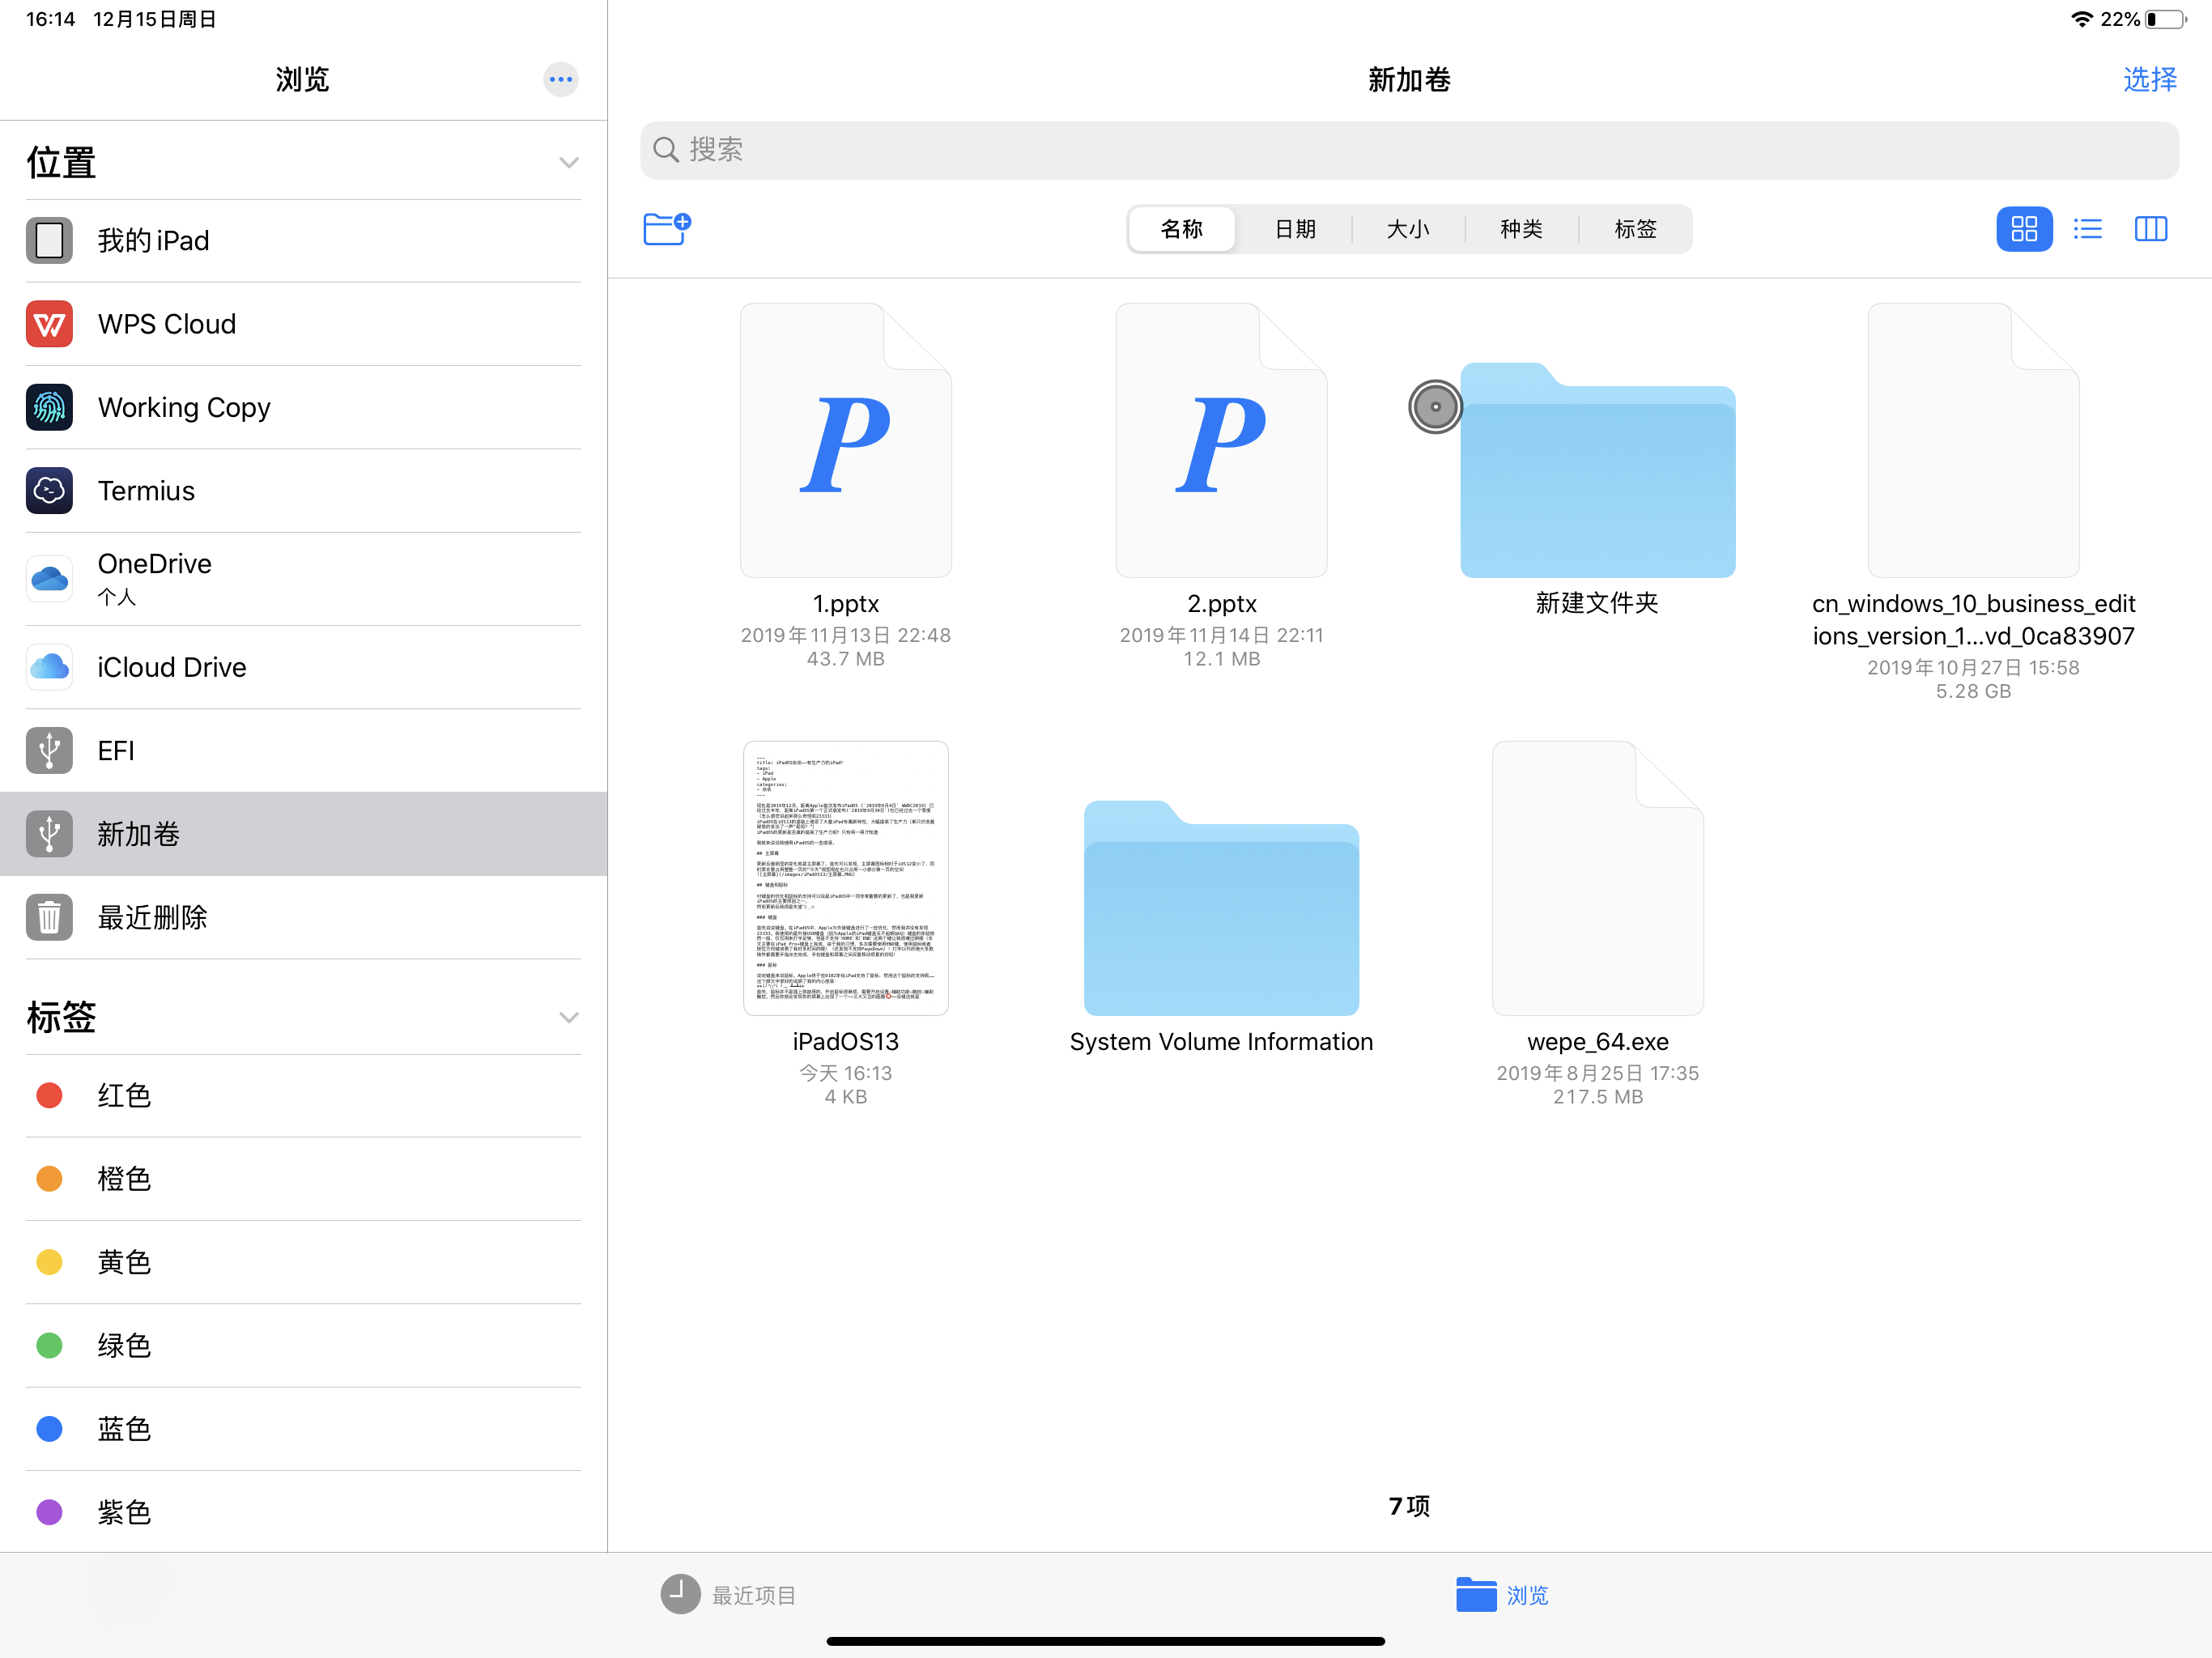 16:14 12月15日周日
22%
浏览
位置
我的 iPad
WPS Cloud
Working Copy
Termius
OneDrive
个人
iCloud Drive
EFI
新加卷
最近删除
标签
红色
橙色
黄色
绿色
蓝色
紫色
新加卷
选择
搜索
名称 日期 大小 种类 标签
P
1.pptx
2019年11月13日 22:48
43.7 MB
P
2.pptx
2019年11月14日 22:11
12.1 MB
新建文件夹
cn_windows_10_business_edit
ions_version_1...vd_0ca83907
2019年10月27日 15:58
5.28 GB
iPadOS13
今天 16:13
4 KB
System Volume Information
wepe_64.exe
2019年8月25日 17:35
217.5 MB
7项
最近项目
浏览